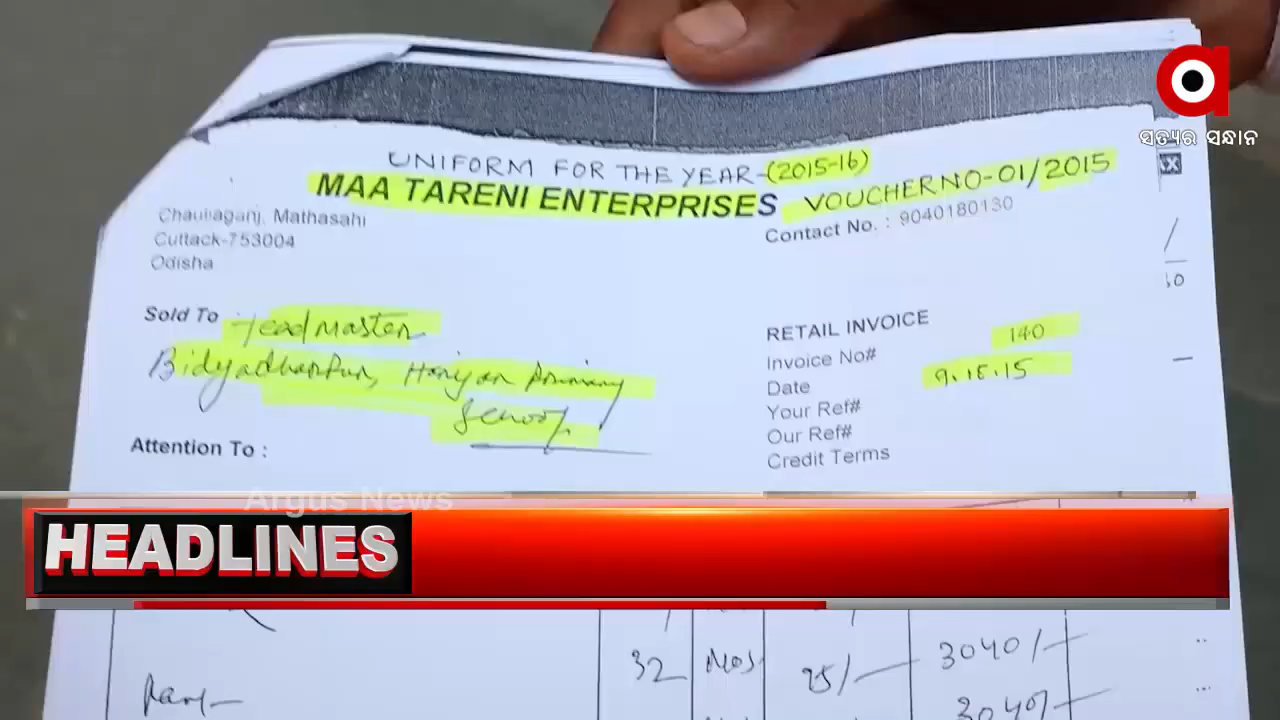 UNIFORM FOR THE YEAR-(2015-16)
MAA TARENI ENTERPRISES VOUCHER NO-01/2015
Chauliaganj, Mathasahi
Cuttack-753004
Odisha
Contact No. : 9040180130
Sold To Head Master
Bidyadharpur, Harijan Primary
School
Attention To :
RETAIL INVOICE
Invoice No# 140
Date 9.15.15
Your Ref#
Our Ref#
Credit Terms
ସତ୍ୟର ସନ୍ଧାନ
Argus News
HEADLINES
32 Nos 95/- 3040/-
Pant 3040/-